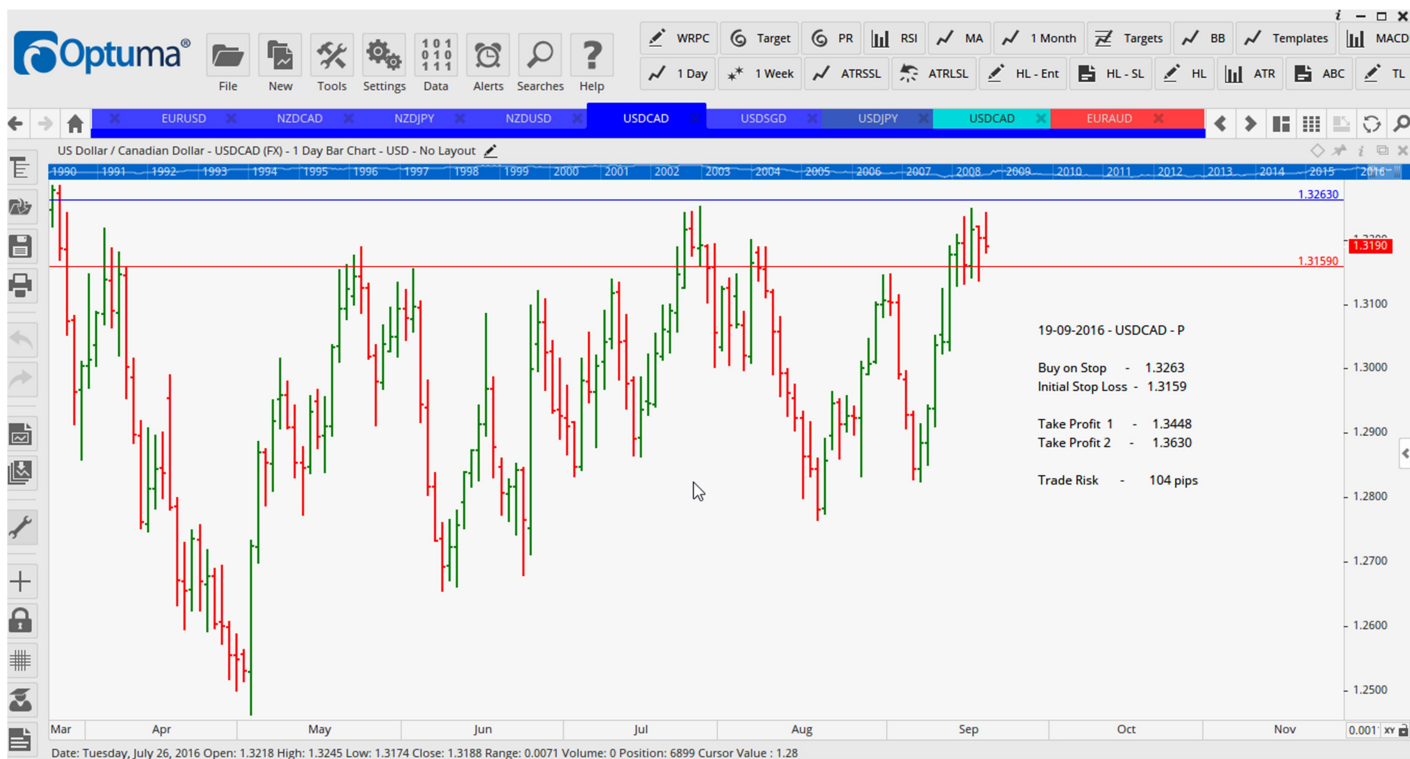 Optuma®
File New Tools Settings Data Alerts Searches Help
101
010
111
WRPC Target PR RSI MA 1 Month Targets BB Templates MACD
1 Day 1 Week ATRSSL ATRLSL HL - Ent HL - SL HL ATR ABC TL
EURUSD NZDCAD NZDJPY NZDUSD USDCAD USDSGD USDJPY USDCAD EURAUD
US Dollar / Canadian Dollar - USDCAD (FX) - 1 Day Bar Chart - USD - No Layout
1990 1991 1992 1993 1994 1995 1996 1997 1998 1999 2000 2001 2002 2003 2004 2005 2006 2007 2008 2009 2010 2011 2012 2013 2014 2015 2016
1.32630
1.3190
1.31590
1.3100
19-09-2016 - USDCAD - P
Buy on Stop - 1.3263
1.3000
Initial Stop Loss - 1.3159
Take Profit 1 - 1.3448
1.2900
Take Profit 2 - 1.3630
Trade Risk - 104 pips
1.2800
1.2700
1.2600
1.2500
Mar Apr May Jun Jul Aug Sep Oct Nov
XY
Date: Tuesday, July 26, 2016 Open: 1.3218 High: 1.3245 Low: 1.3174 Close: 1.3188 Range: 0.0071 Volume: 0 Position: 6899 Cursor Value : 1.28